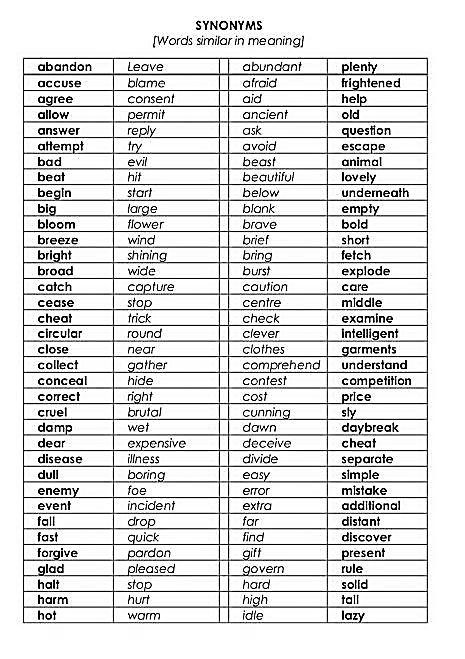 SYNONYMS
[Words similar in meaning]
abandon Leave abundant plenty
accuse blame afraid frightened
agree consent aid help
allow permit ancient old
answer reply ask question
attempt try avoid escape
bad evil beast animal
beat hit beautiful lovely
begin start below underneath
big large blank empty
bloom flower brave bold
breeze wind brief short
bright shining bring fetch
broad wide burst explode
catch capture caution care
cease stop centre middle
cheat trick check examine
circular round clever intelligent
close near clothes garments
collect gather comprehend understand
conceal hide contest competition
correct right cost price
cruel brutal cunning sly
damp wet dawn daybreak
dear expensive deceive cheat
disease illness divide separate
dull boring easy simple
enemy foe error mistake
event incident extra additional
fall drop far distant
fast quick find discover
forgive pardon gift present
glad pleased govern rule
halt stop hard solid
harm hurt high tall
hot warm idle lazy